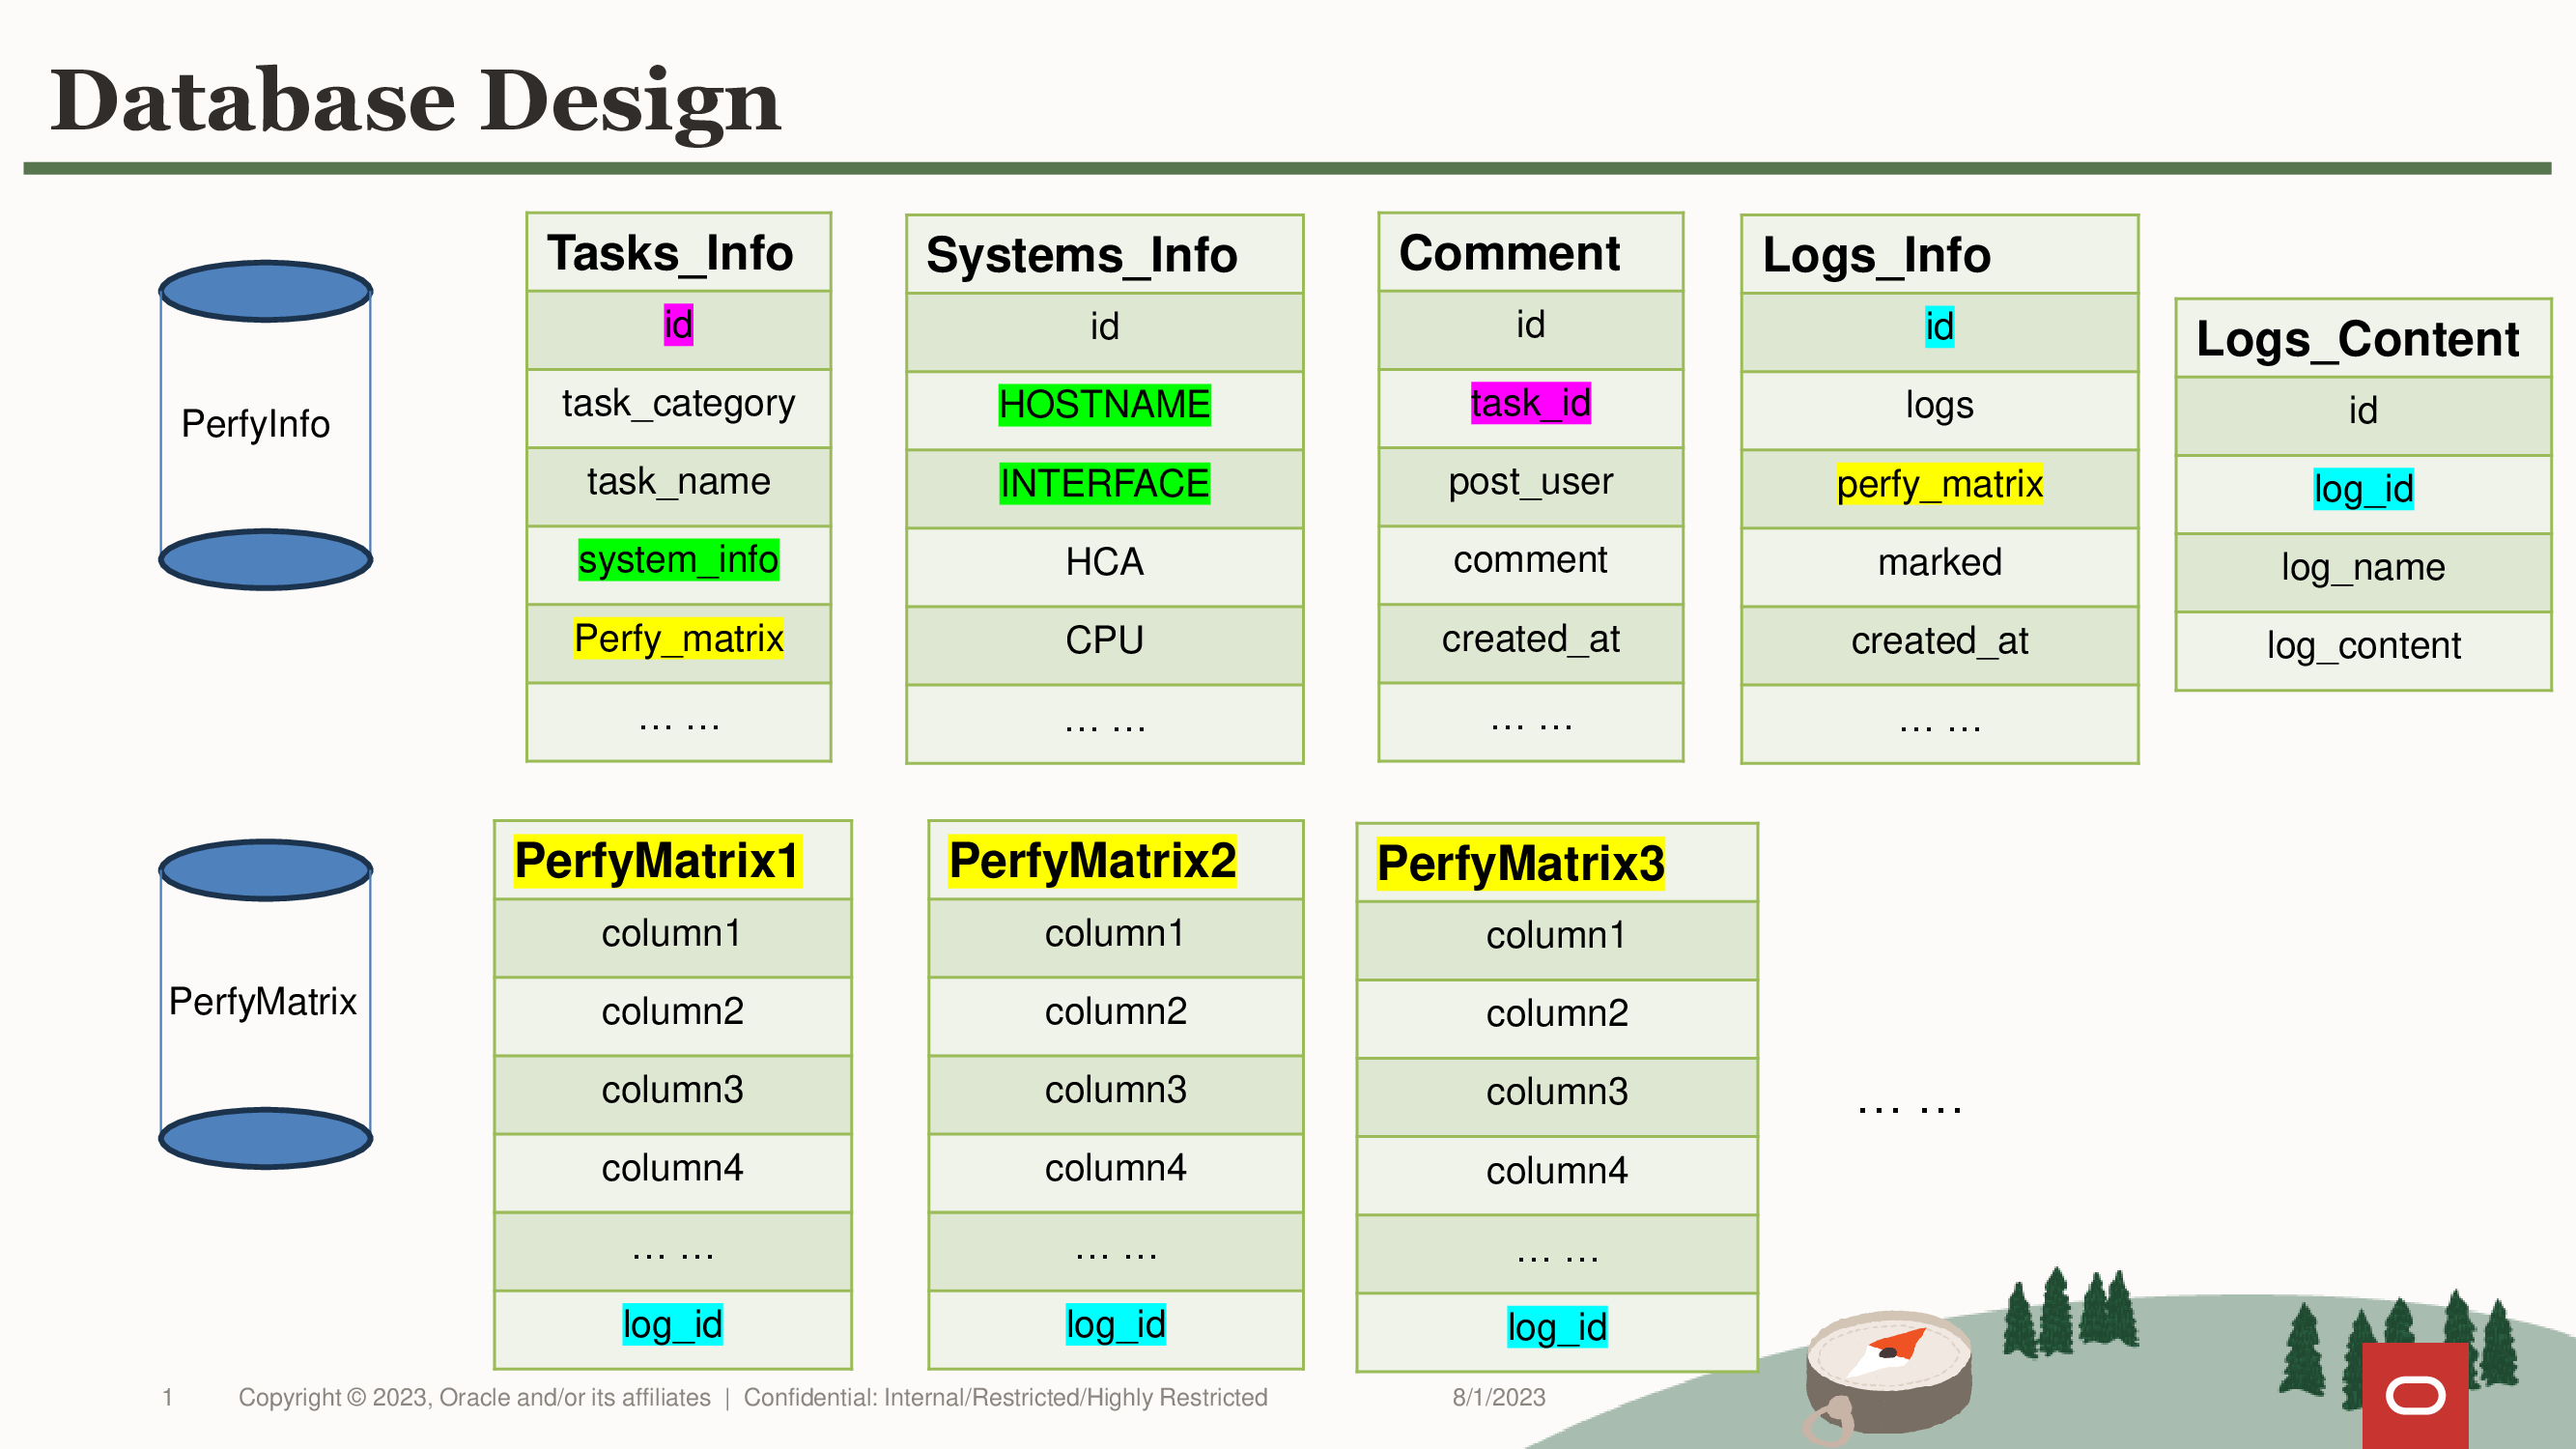 Database Design
PerfyInfo
Tasks_Info
id
task_category
task_name
system_info
Perfy_matrix
... ...
Systems_Info
id
HOSTNAME
INTERFACE
HCA
CPU
... ...
Comment
id
task_id
post_user
comment
created_at
... ...
Logs_Info
id
logs
perfy_matrix
marked
created_at
... ...
Logs_Content
id
log_id
log_name
log_content
PerfyMatrix
PerfyMatrix1
column1
column2
column3
column4
... ...
log_id
PerfyMatrix2
column1
column2
column3
column4
... ...
log_id
PerfyMatrix3
column1
column2
column3
column4
... ...
log_id
... ...
1 Copyright © 2023, Oracle and/or its affiliates | Confidential: Internal/Restricted/Highly Restricted 8/1/2023